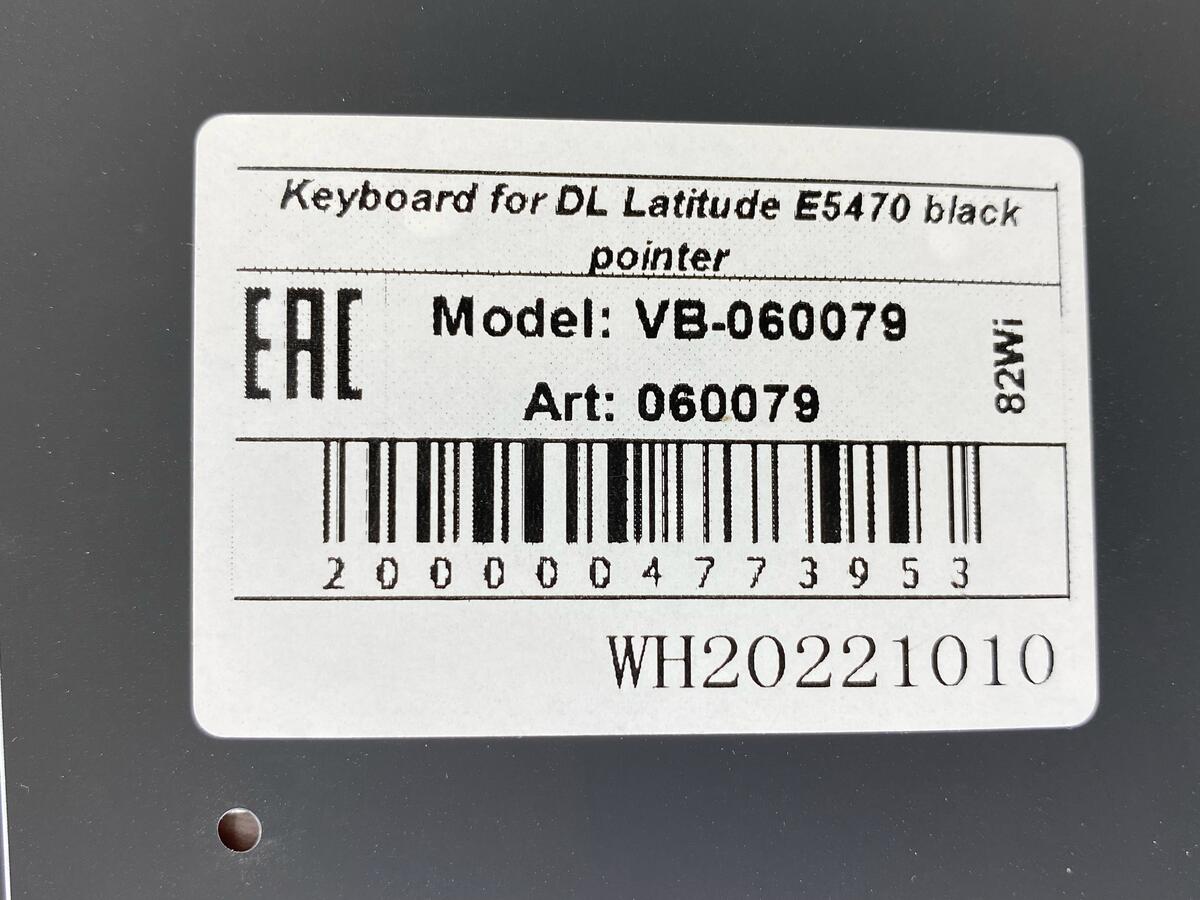 Keyboard for DL Latitude E5470 black
pointer
EAC
Model: VB-060079
Art: 060079
82Wi
2000004773953
WH20221010